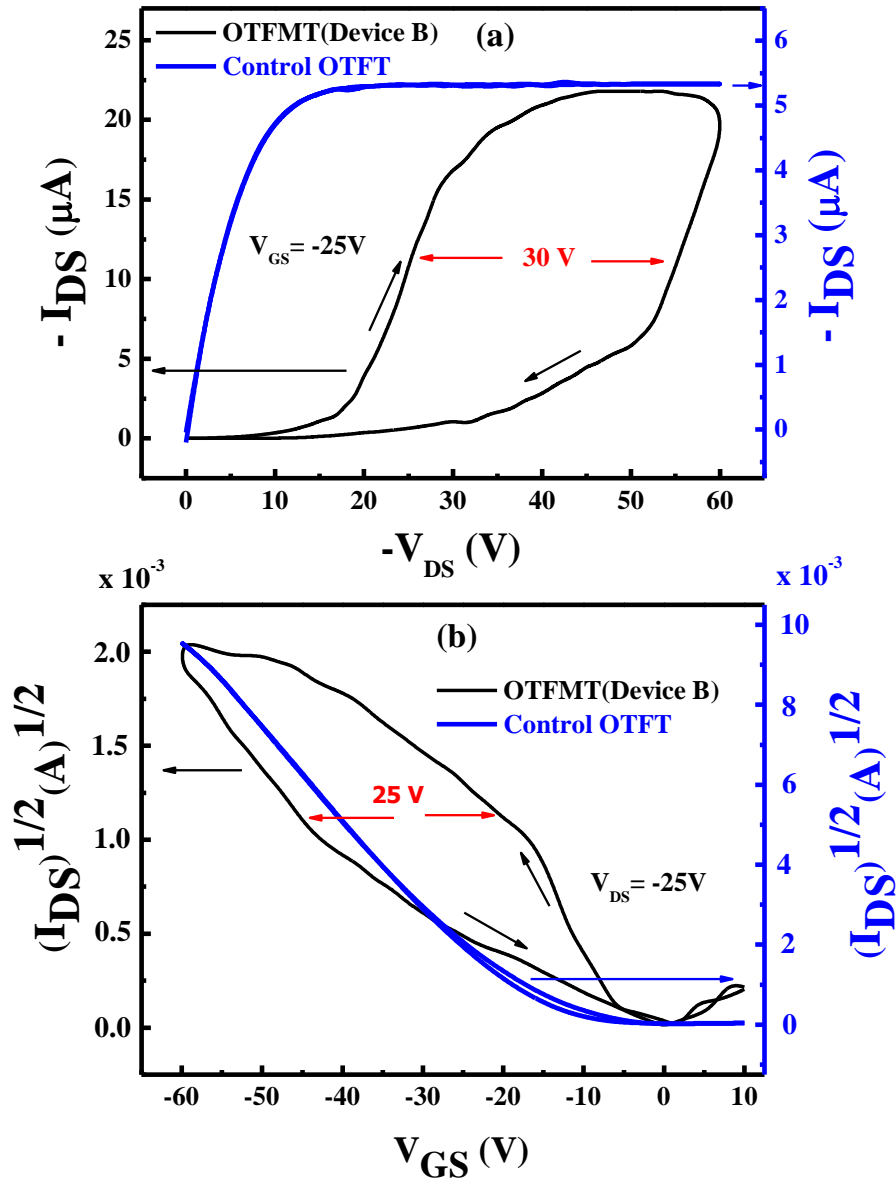 OTFMT(Device B)
Control OTFT
(a)
25
20
15
10
5
0
- I_DS (µA)
6
5
4
3
2
1
0
- I_DS (µA)
V_GS= -25V
30 V
0 10 20 30 40 50 60
-V_DS (V)
x 10^-3
x 10^-3
(b)
OTFMT(Device B)
Control OTFT
2.0
1.5
1.0
0.5
0.0
(I_DS)^1/2(A)^1/2
10
8
6
4
2
0
(I_DS)^1/2(A)^1/2
25 V
V_DS= -25V
-60 -50 -40 -30 -20 -10 0 10
V_GS (V)